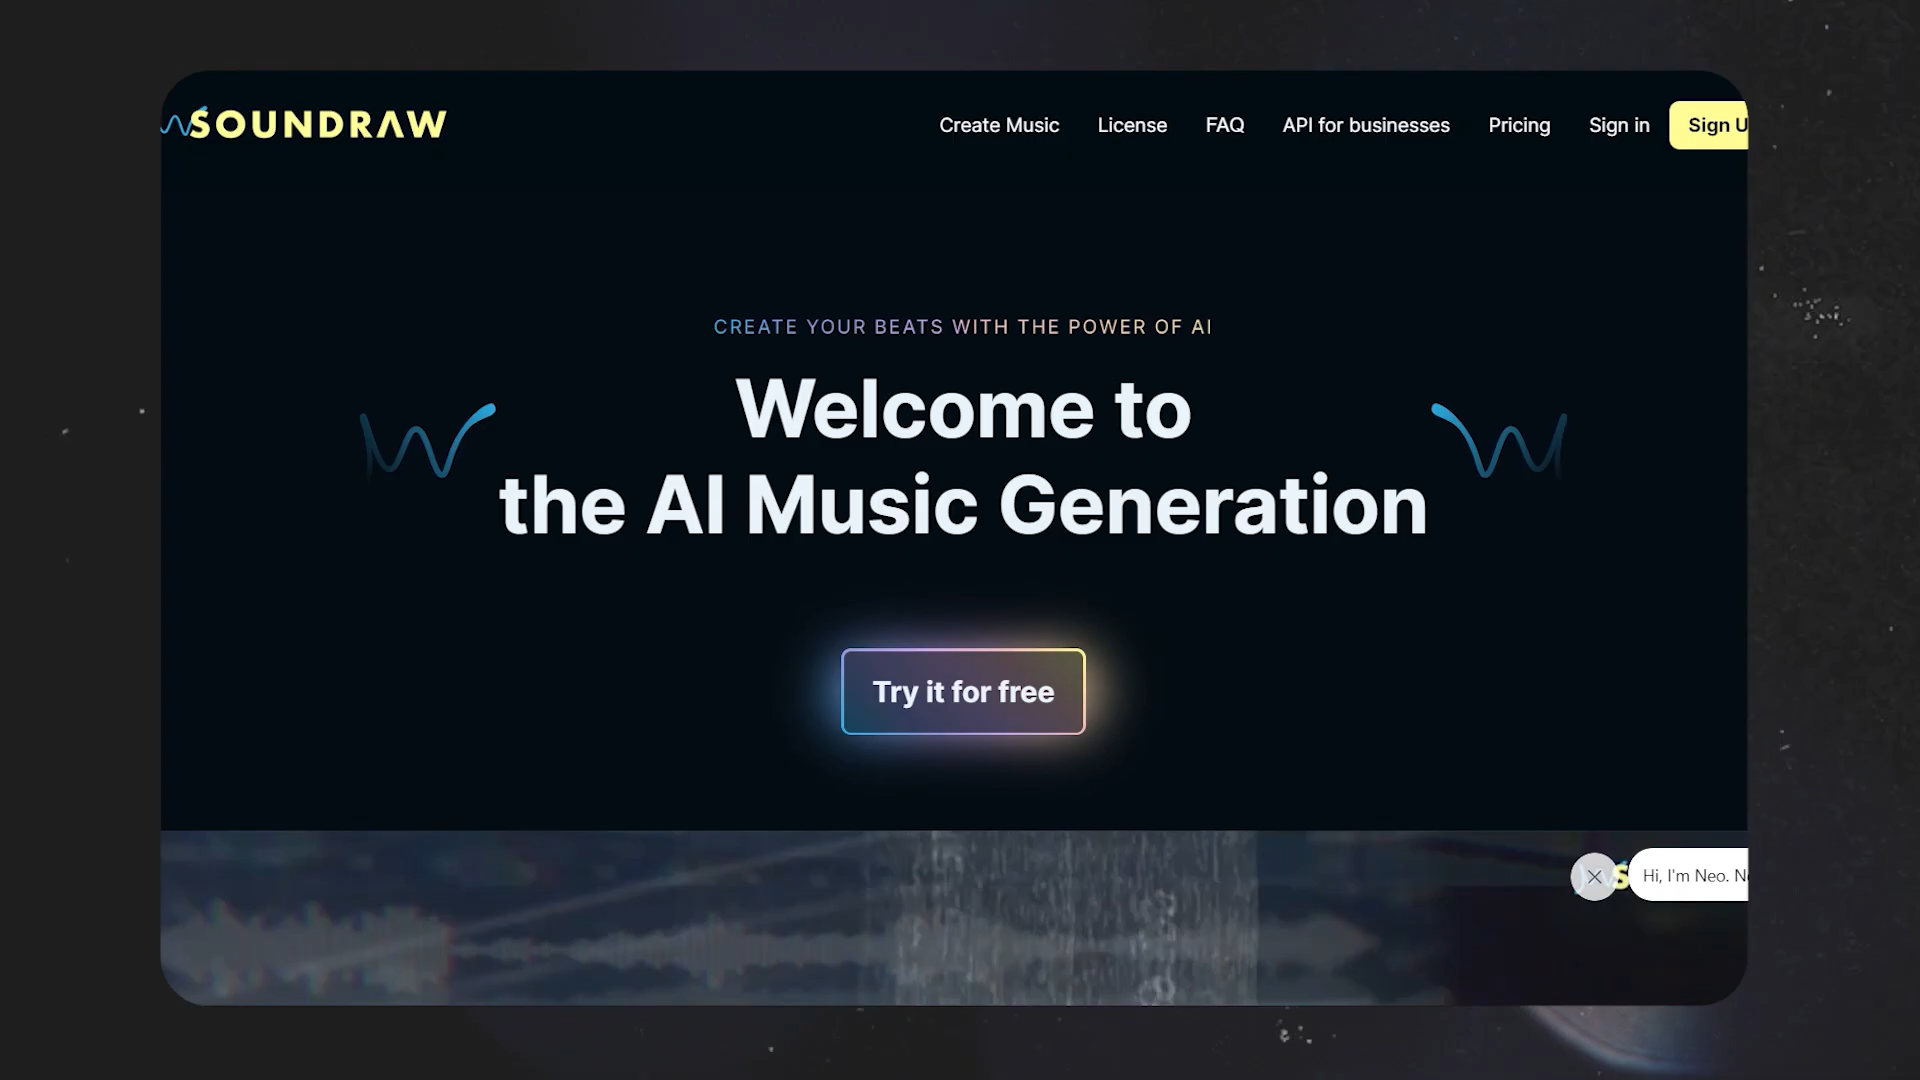 SOUNDRAW
Create Music
License
FAQ
API for businesses
Pricing
Sign in
Sign U
CREATE YOUR BEATS WITH THE POWER OF AI
Welcome to
the AI Music Generation
Try it for free
Hi, I'm Neo.